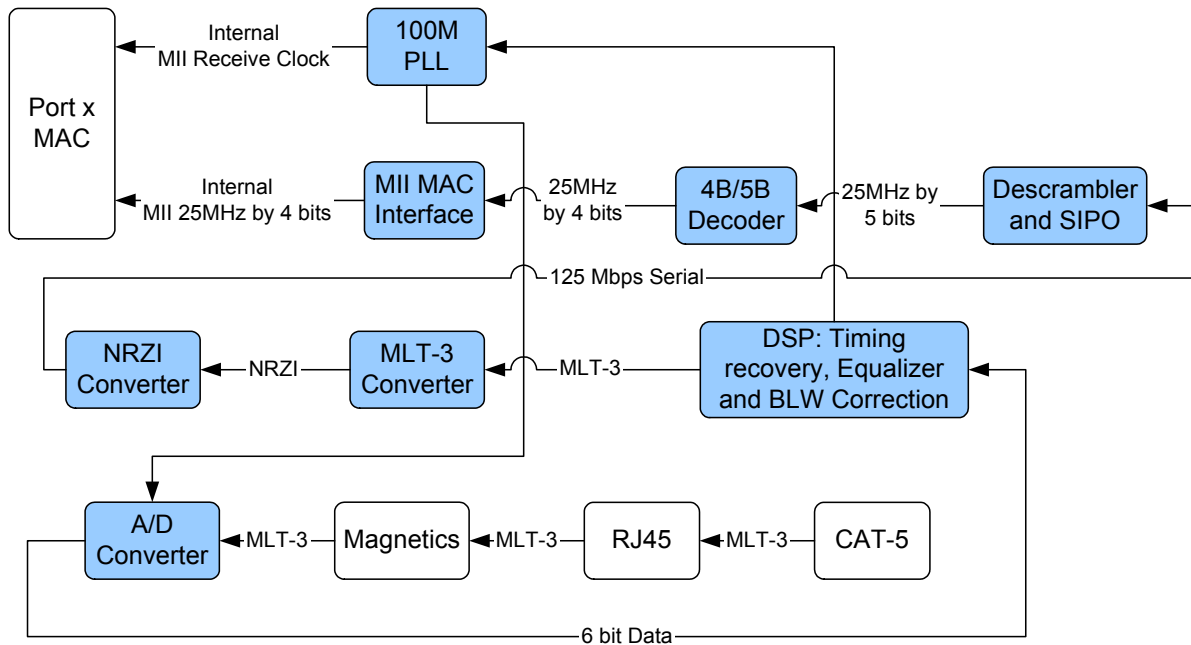 Internal
MII Receive Clock
100M
PLL
Port x
MAC
Internal
MII 25MHz by 4 bits
MII MAC
Interface
25MHz
by 4 bits
4B/5B
Decoder
25MHz by
5 bits
Descrambler
and SIPO
125 Mbps Serial
NRZI
Converter
NRZI
MLT-3
Converter
MLT-3
DSP: Timing
recovery, Equalizer
and BLW Correction
A/D
Converter
MLT-3
Magnetics
MLT-3
RJ45
MLT-3
CAT-5
6 bit Data